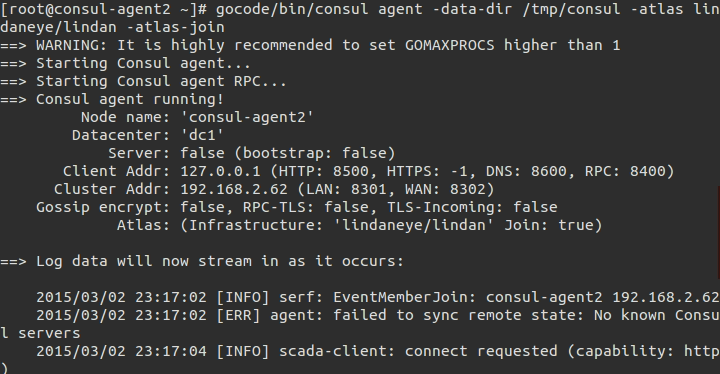 [root@consul-agent2 ~]# gocode/bin/consul agent -data-dir /tmp/consul -atlas lin
daneye/lindan -atlas-join
==> WARNING: It is highly recommended to set GOMAXPROCS higher than 1
==> Starting Consul agent...
==> Starting Consul agent RPC...
==> Consul agent running!
         Node name: 'consul-agent2'
        Datacenter: 'dc1'
            Server: false (bootstrap: false)
       Client Addr: 127.0.0.1 (HTTP: 8500, HTTPS: -1, DNS: 8600, RPC: 8400)
      Cluster Addr: 192.168.2.62 (LAN: 8301, WAN: 8302)
    Gossip encrypt: false, RPC-TLS: false, TLS-Incoming: false
             Atlas: (Infrastructure: 'lindaneye/lindan' Join: true)

==> Log data will now stream in as it occurs:

    2015/03/02 23:17:02 [INFO] serf: EventMemberJoin: consul-agent2 192.168.2.62
    2015/03/02 23:17:02 [ERR] agent: failed to sync remote state: No known Consu
l servers
    2015/03/02 23:17:04 [INFO] scada-client: connect requested (capability: http
)